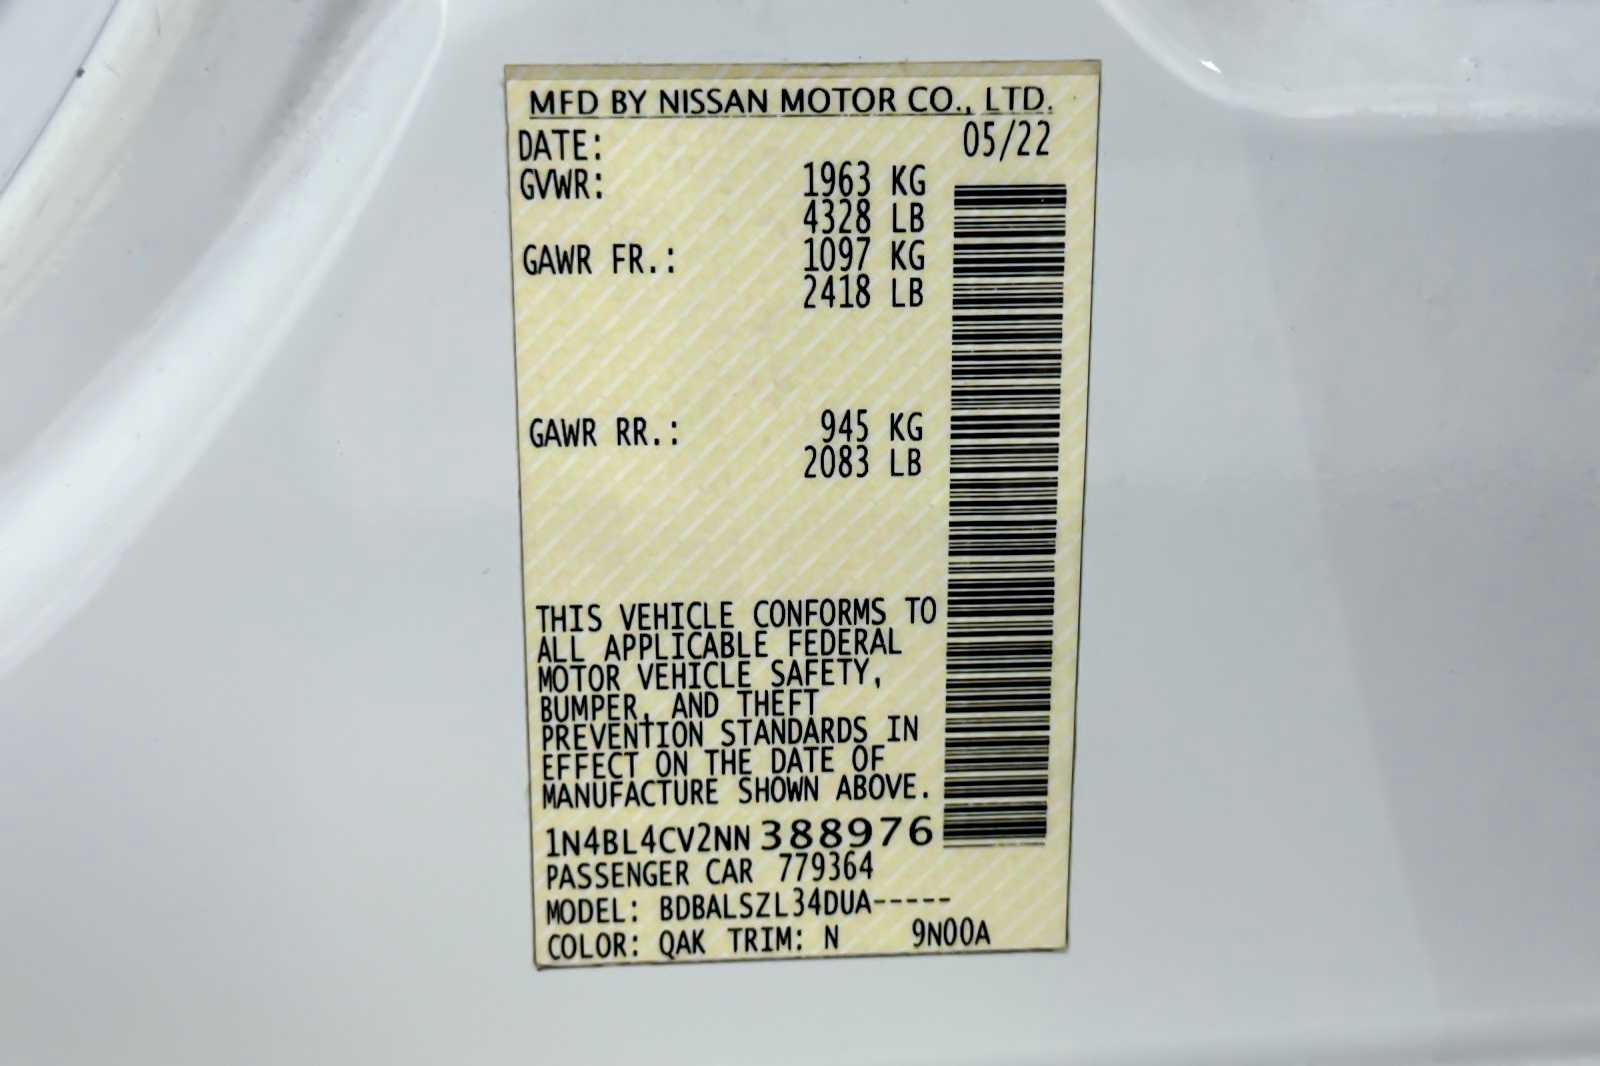 MFD BY NISSAN MOTOR CO., LTD.
DATE: 05/22
GVWR: 1963 KG
4328 LB
GAWR FR.: 1097 KG
2418 LB
GAWR RR.: 945 KG
2083 LB
THIS VEHICLE CONFORMS TO
ALL APPLICABLE FEDERAL
MOTOR VEHICLE SAFETY,
BUMPER, AND THEFT
PREVENTION STANDARDS IN
EFFECT ON THE DATE OF
MANUFACTURE SHOWN ABOVE.
1N4BL4CV2NN388976
PASSENGER CAR 779364
MODEL: BDBALSZL34DUA-----
COLOR: QAK TRIM: N 9N00A